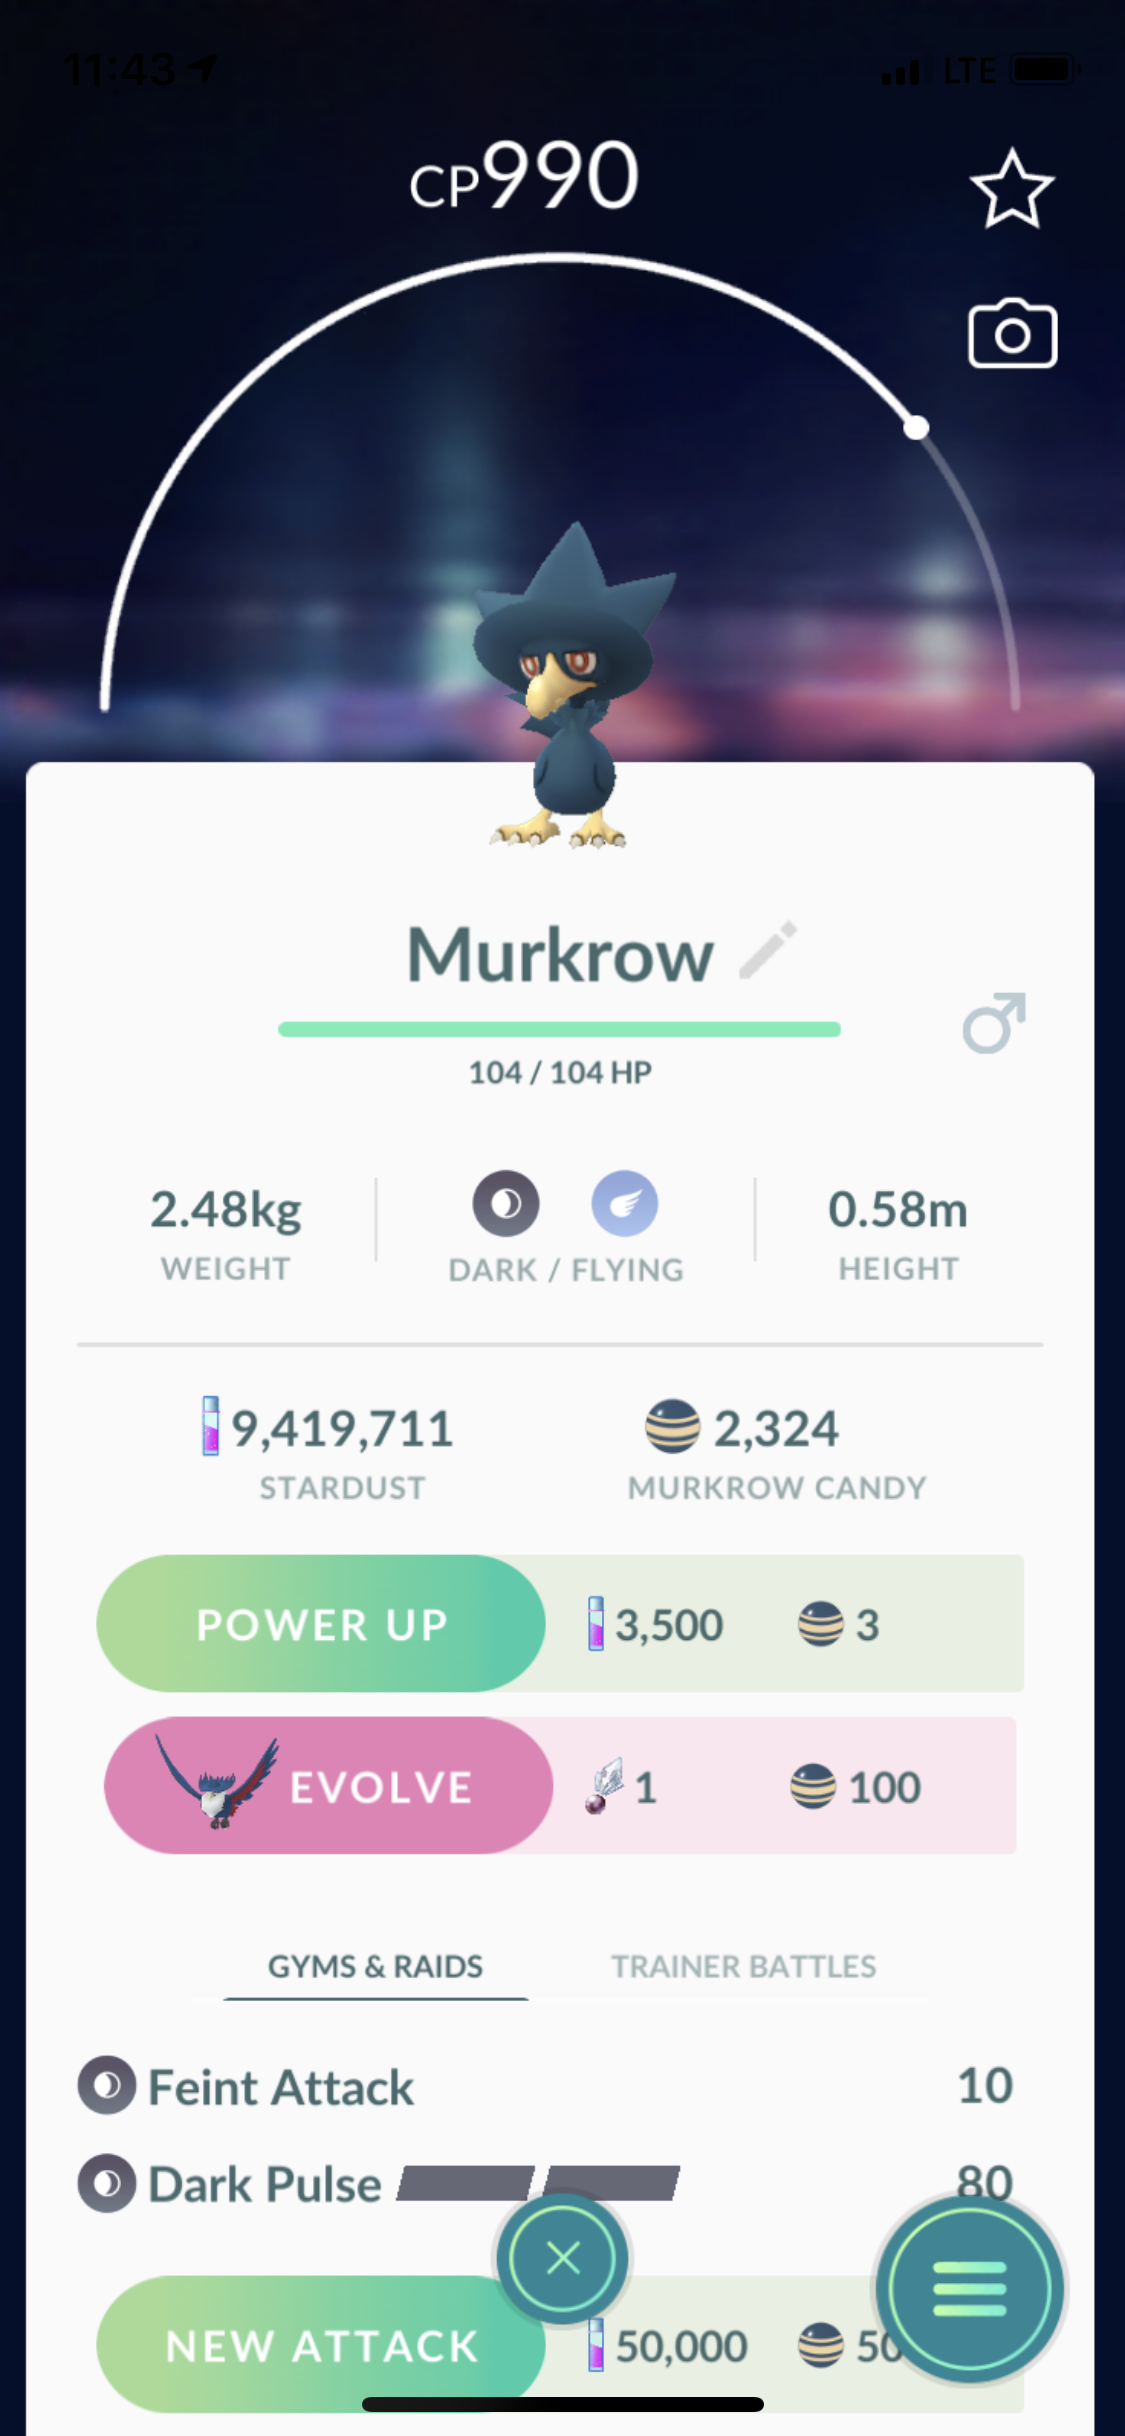 11:43 LTE
CP990
Murkrow
104 / 104 HP
2.48kg 0.58m
WEIGHT DARK / FLYING HEIGHT
9,419,711 2,324
STARDUST MURKROW CANDY
POWER UP 3,500 3
EVOLVE 1 100
GYMS & RAIDS TRAINER BATTLES
Feint Attack 10
Dark Pulse 80
NEW ATTACK 50,000 50